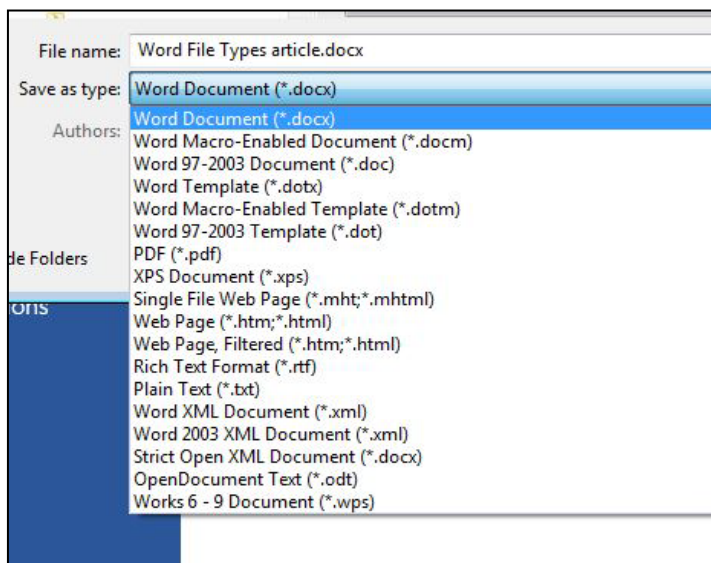 File name: Word File Types article.docx
Save as type: Word Document (*.docx)
Word Document (*.docx)
Authors:
Word Macro-Enabled Document (*.docm)
Word 97-2003 Document (*.doc)
Word Template (*.dotx)
Word Macro-Enabled Template (*.dotm)
Word 97-2003 Template (*.dot)
de Folders
PDF (*.pdf)
XPS Document (*.xps)
Single File Web Page (*.mht;*.mhtml)
ons
Web Page (*.htm;*.html)
Web Page, Filtered (*.htm;*.html)
Rich Text Format (*.rtf)
Plain Text (*.txt)
Word XML Document (*.xml)
Word 2003 XML Document (*.xml)
Strict Open XML Document (*.docx)
OpenDocument Text (*.odt)
Works 6 - 9 Document (*.wps)